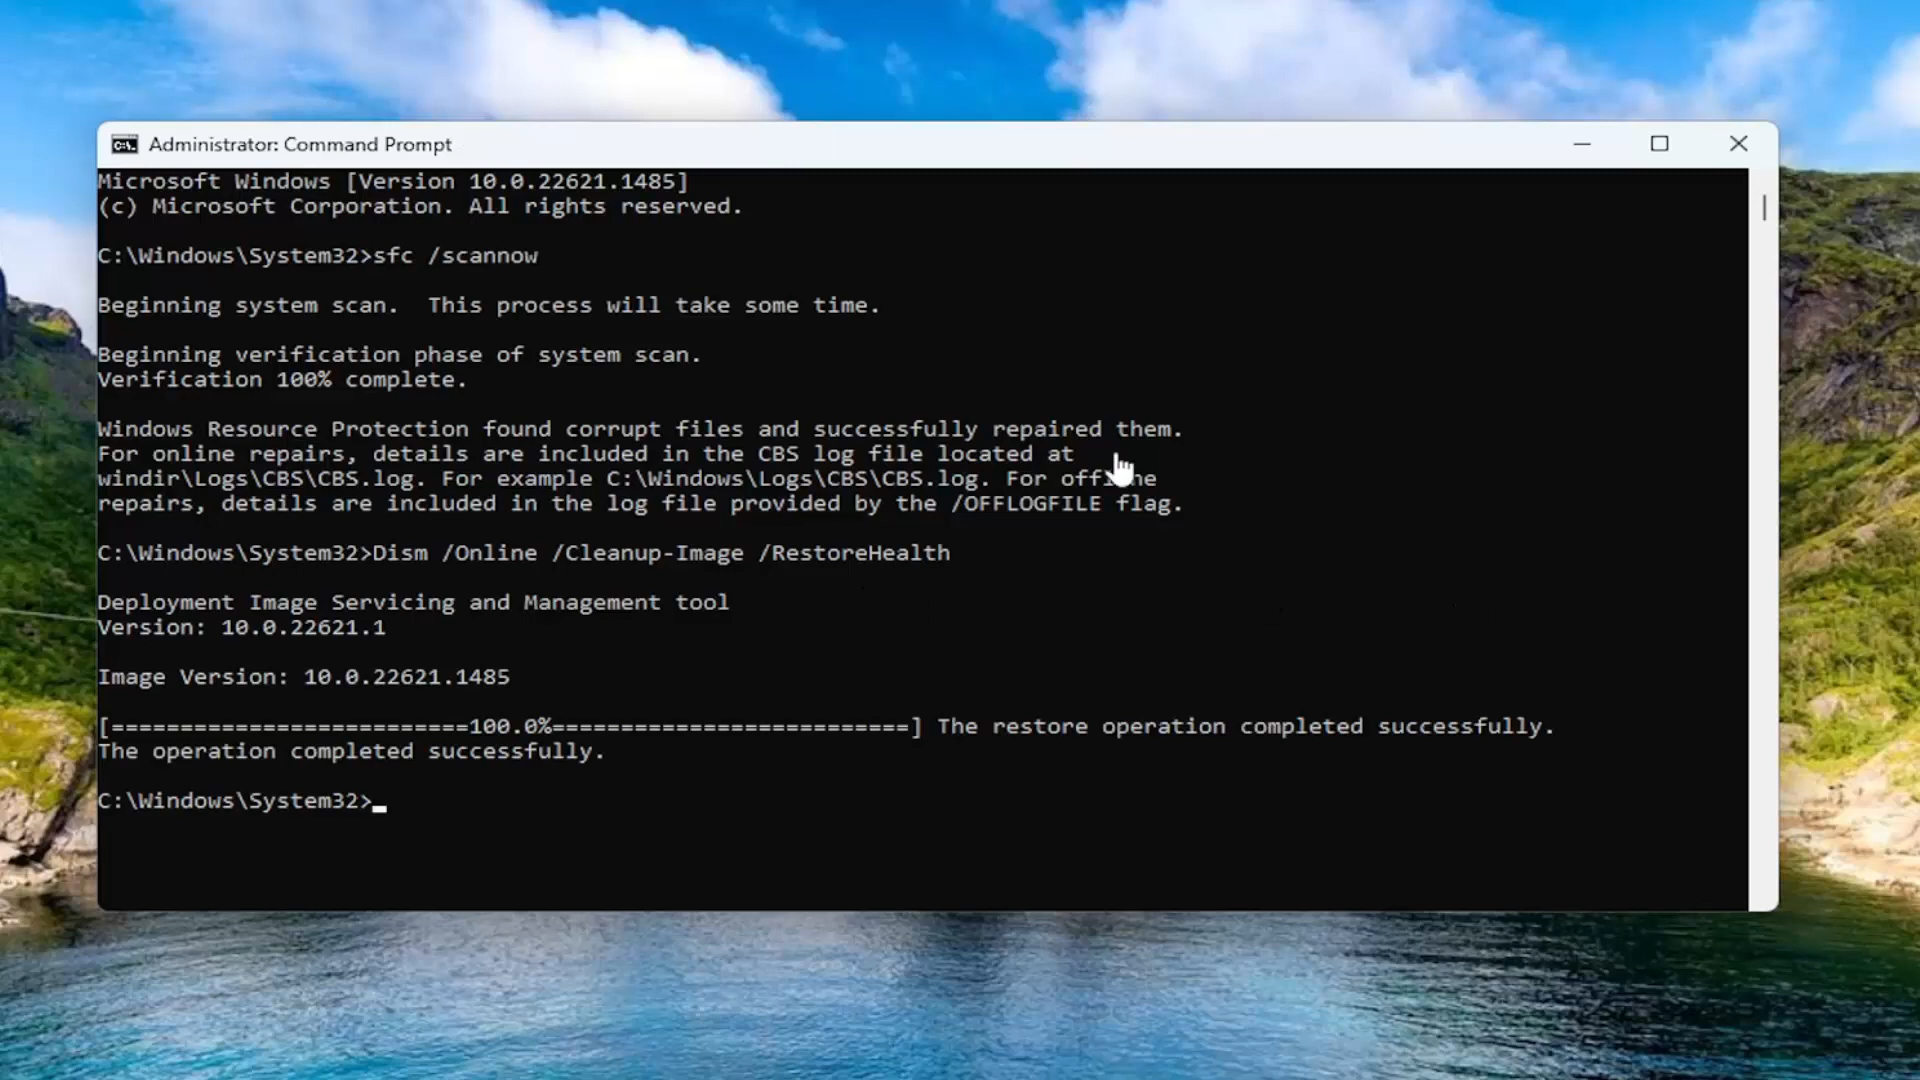 Administrator: Command Prompt
Microsoft Windows [Version 10.0.22621.1485]
(c) Microsoft Corporation. All rights reserved.
C:\Windows\System32>sfc /scannow
Beginning system scan.  This process will take some time.
Beginning verification phase of system scan.
Verification 100% complete.
Windows Resource Protection found corrupt files and successfully repaired them.
For online repairs, details are included in the CBS log file located at
windir\Logs\CBS\CBS.log. For example C:\Windows\Logs\CBS\CBS.log. For offline
repairs, details are included in the log file provided by the /OFFLOGFILE flag.
C:\Windows\System32>Dism /Online /Cleanup-Image /RestoreHealth
Deployment Image Servicing and Management tool
Version: 10.0.22621.1
Image Version: 10.0.22621.1485
[==========================100.0%==========================] The restore operation completed successfully.
The operation completed successfully.
C:\Windows\System32>